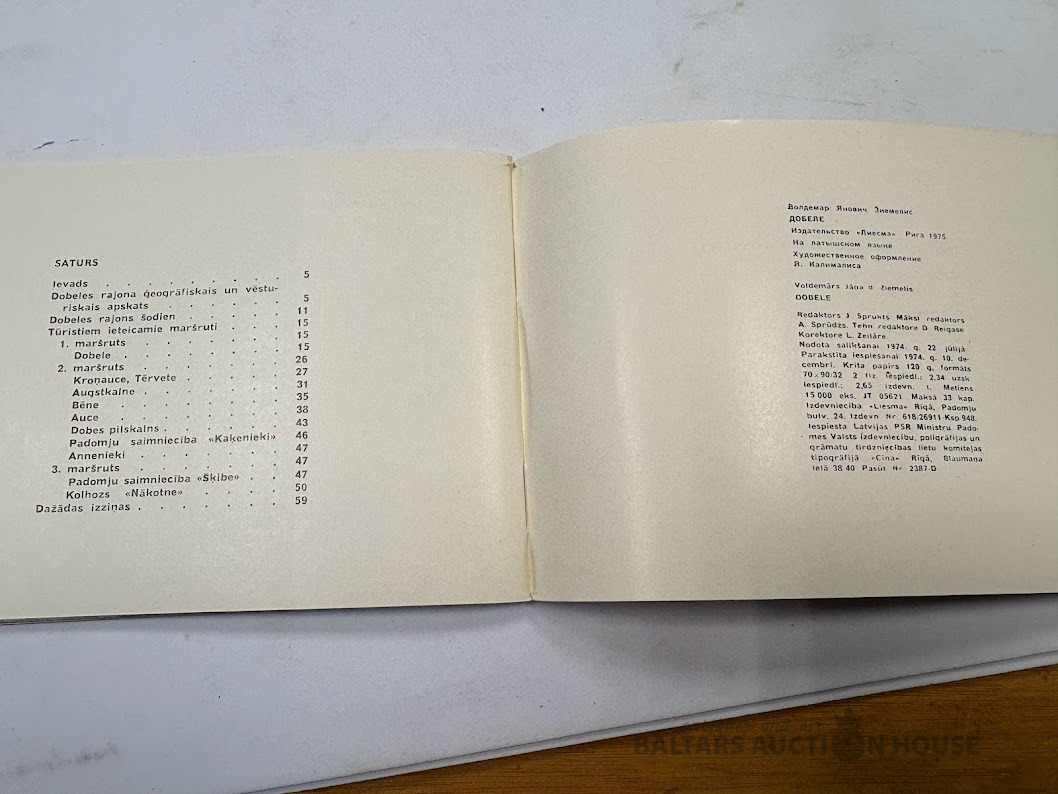 SATURS
Ievads . . . . . . . . 5
Dobeles rajona ģeogrāfiskais un vēstu-
riskais apskats . . . . . . 5
Dobeles rajons šodien . . . . . 11
Tūristiem ieteicamie maršruti . . . 15
1. maršruts . . . . . . 15
Dobele . . . . . . . 15
2. maršruts . . . . . . 26
Kroņauce, Tērvete . . . . 27
Augstkalne . . . . . . 31
Bēne . . . . . . . 35
Auce . . . . . . . 38
Dobes pilskalns . . . . . 43
Padomju saimniecība «Kaķenieki» 46
Annenieki . . . . . . 47
3. maršruts . . . . . . 47
Padomju saimniecība «Šķibe» . . 47
Kolhozs «Nākotne» . . . . 50
Dažādas izziņas . . . . . . 59
Волдемар Янович Зиемелис
ДОБЕЛЕ
Издательство «Лиесма» Рига 1975
На латышском языке
Художественное оформление
Я. Калнмалиса
Voldemārs Jāņa d. Ziemelis
DOBELE
Redaktors J. Sprukts Māksl redaktors
A. Sprūdžs. Tehn redaktore D Reiqase
Korektore L. Zeilāre.
Nodota salikšanai 1974. g. 22 jūlijā
Parakstīta iespiešanai 1974. g. 10. de-
cembrī. Krīta papīrs 120 g, formāts
70×90/32 2 fiz iespiedl.; 2,34 uzsk
iespiedl.; 2,65 izdevn. l. Metiens
15 000 eks. JT 05621. Maksā 33 kap.
Izdevniecība «Liesma» Rīgā, Padomju
bulv. 24. Izdevn Nr. 618/26911-Ksp 948.
Iespiesta Latvijas PSR Ministru Pado-
mes Valsts izdevniecību, poligrāfijas un
grāmatu tirdzniecības lietu komitejas
tipogrāfijā «Cīņa» Rīgā, Blaumaņa
ielā 38 40 Pasūt Nr 2387-D
BALTARS AUCTION HOUSE